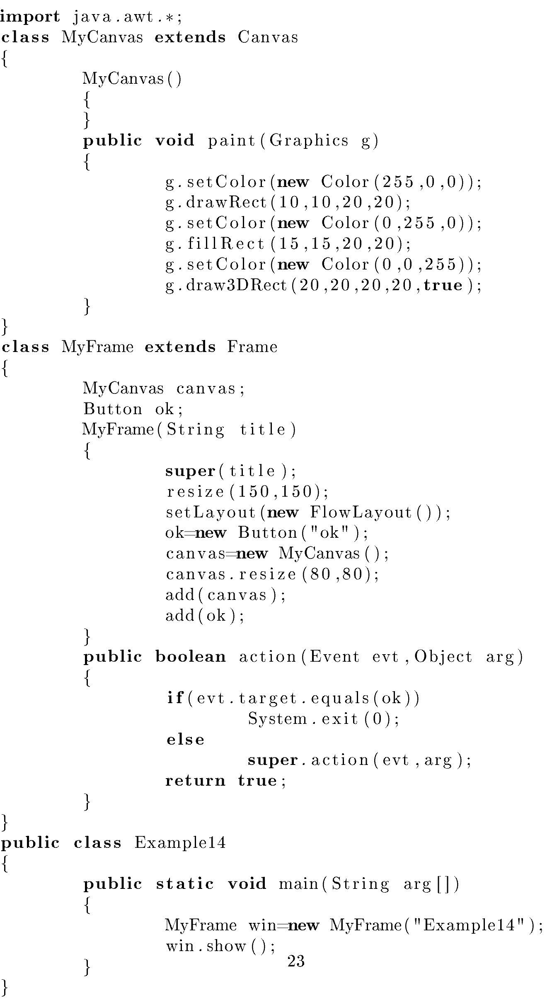 import java.awt.*;
class MyCanvas extends Canvas
{
        MyCanvas()
        {
        }
        public void paint(Graphics g)
        {
                g.setColor(new Color(255,0,0));
                g.drawRect(10,10,20,20);
                g.setColor(new Color(0,255,0));
                g.fillRect(15,15,20,20);
                g.setColor(new Color(0,0,255));
                g.draw3DRect(20,20,20,20,true);
        }
}
class MyFrame extends Frame
{
        MyCanvas canvas;
        Button ok;
        MyFrame(String title)
        {
                super(title);
                resize(150,150);
                setLayout(new FlowLayout());
                ok=new Button("ok");
                canvas=new MyCanvas();
                canvas.resize(80,80);
                add(canvas);
                add(ok);
        }
        public boolean action(Event evt,Object arg)
        {
                if(evt.target.equals(ok))
                        System.exit(0);
                else
                        super.action(evt,arg);
                return true;
        }
}
public class Example14
{
        public static void main(String arg[])
        {
                MyFrame win=new MyFrame("Example14");
                win.show();
23
        }
}